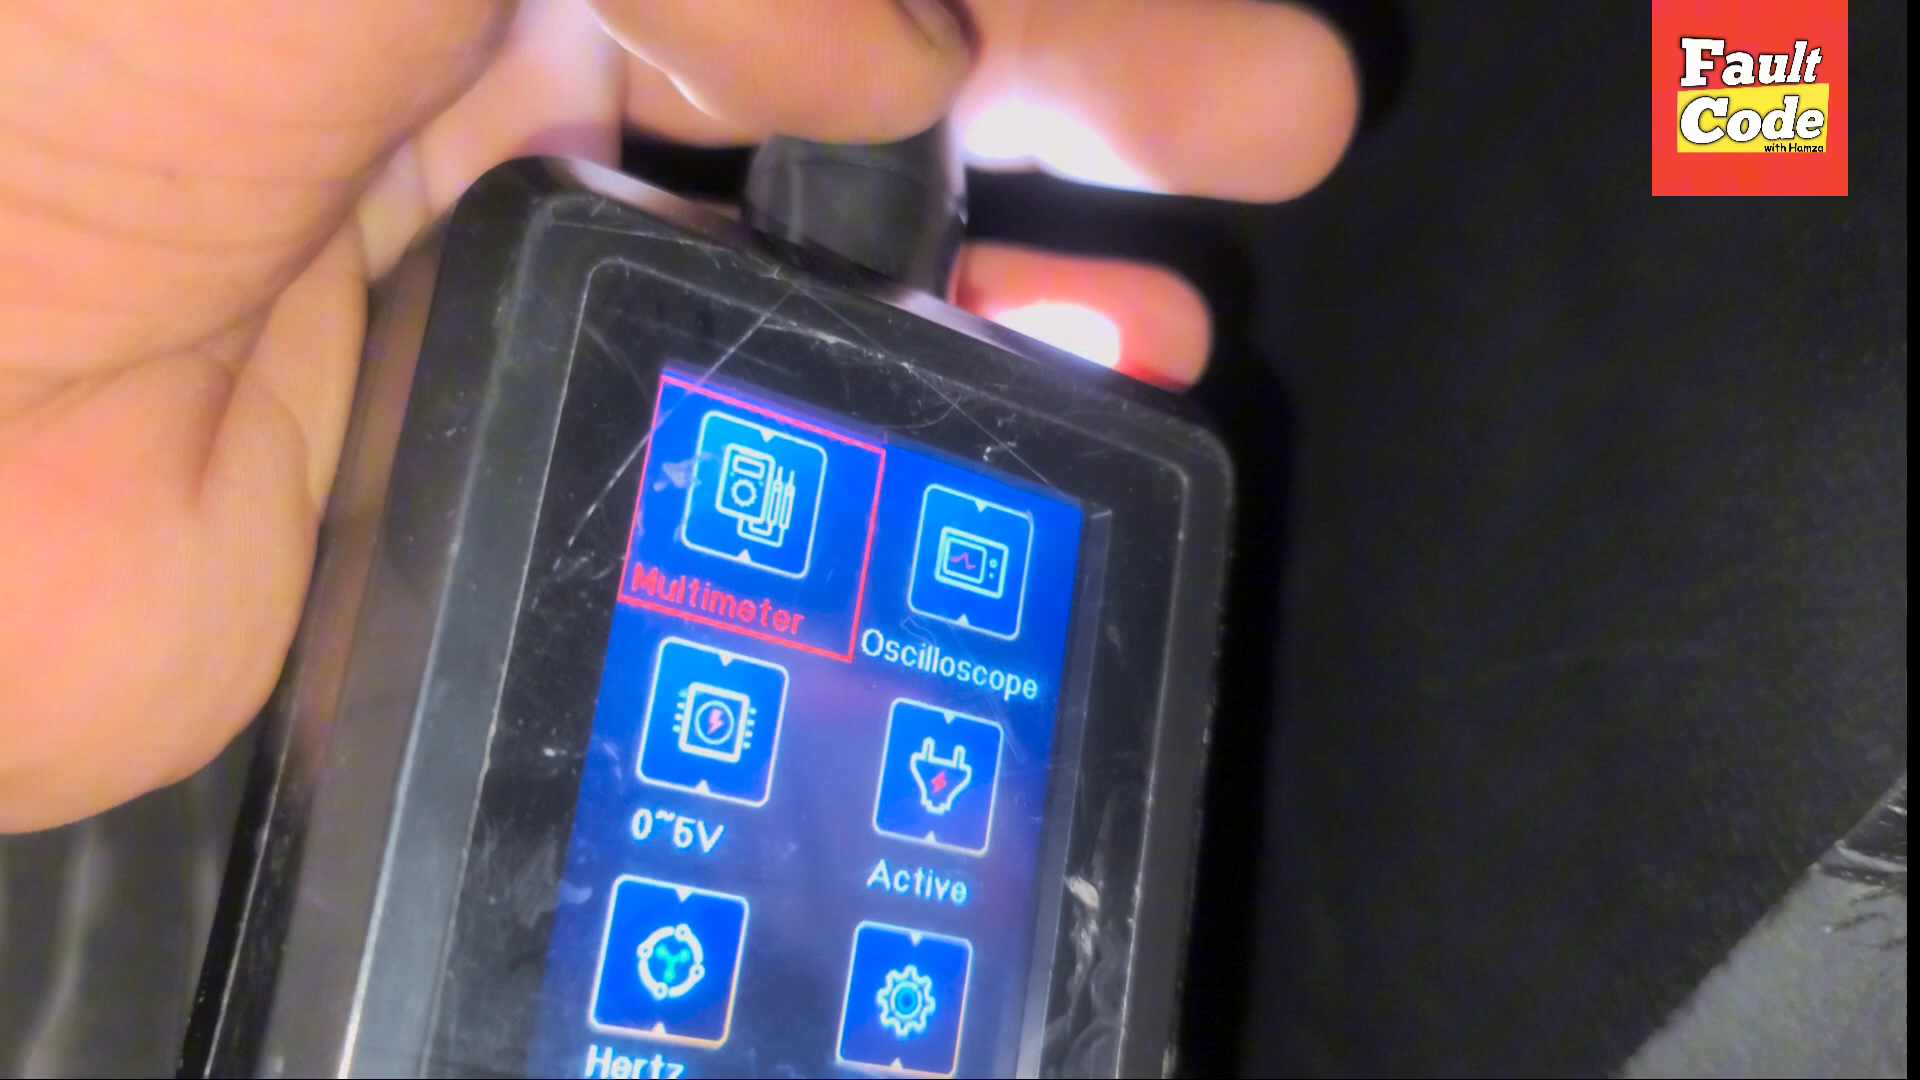 Fault
Code
with Hamza
Multimeter
Oscilloscope
0~5V
Active
Hertz